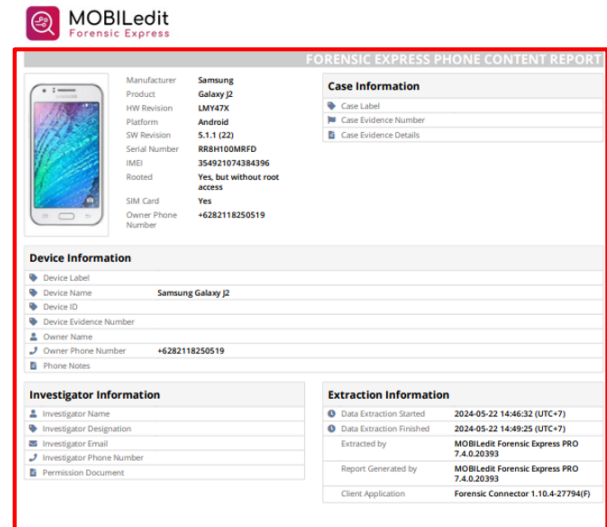 MOBILedit
Forensic Express
FORENSIC EXPRESS PHONE CONTENT REPORT
Manufacturer Samsung
Product Galaxy J2
HW Revision LMY47X
Platform Android
SW Revision 5.1.1 (22)
Serial Number RR8H100MRFD
IMEI 354921074384396
Rooted Yes, but without root
access
SIM Card Yes
Owner Phone +6282118250519
Number
Case Information
Case Label
Case Evidence Number
Case Evidence Details
Device Information
Device Label
Device Name Samsung Galaxy J2
Device ID
Device Evidence Number
Owner Name
Owner Phone Number +6282118250519
Phone Notes
Investigator Information
Investigator Name
Investigator Designation
Investigator Email
Investigator Phone Number
Permission Document
Extraction Information
Data Extraction Started 2024-05-22 14:46:32 (UTC+7)
Data Extraction Finished 2024-05-22 14:49:25 (UTC+7)
Extracted by MOBILedit Forensic Express PRO
7.4.0.20393
Report Generated by MOBILedit Forensic Express PRO
7.4.0.20393
Client Application Forensic Connector 1.10.4-27794(F)